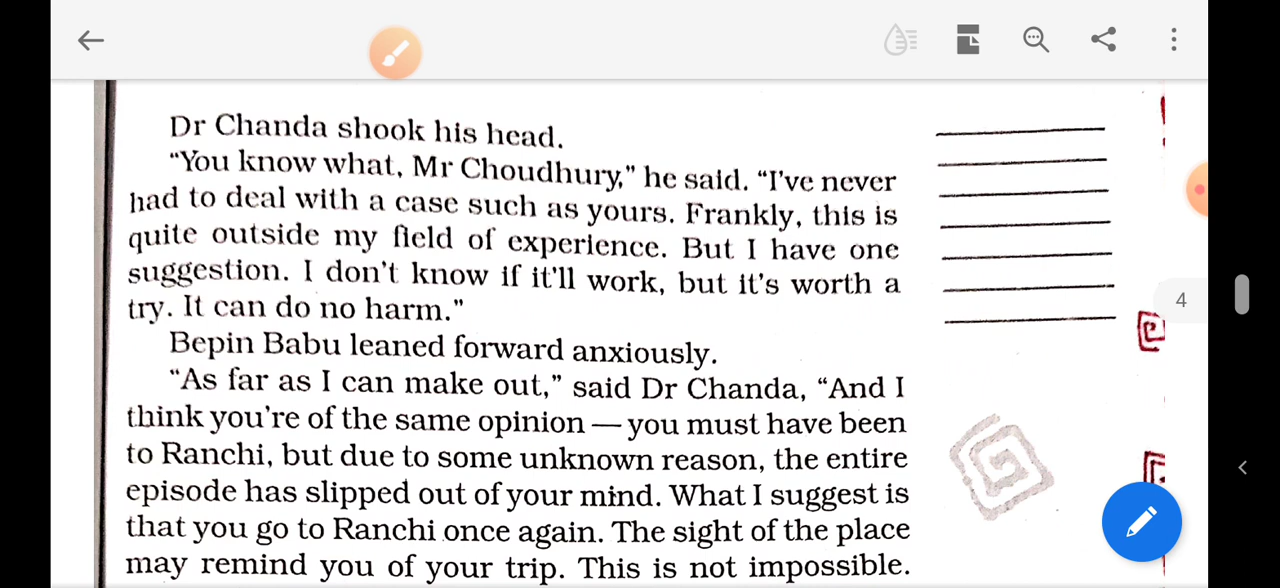 Dr Chanda shook his head.
“You know what, Mr Choudhury,” he said. “I’ve never
had to deal with a case such as yours. Frankly, this is
quite outside my field of experience. But I have one
suggestion. I don’t know if it’ll work, but it’s worth a
try. It can do no harm.”
4
Bepin Babu leaned forward anxiously.
“As far as I can make out,” said Dr Chanda, “And I
think you’re of the same opinion — you must have been
to Ranchi, but due to some unknown reason, the entire
episode has slipped out of your mind. What I suggest is
that you go to Ranchi once again. The sight of the place
may remind you of your trip. This is not impossible.